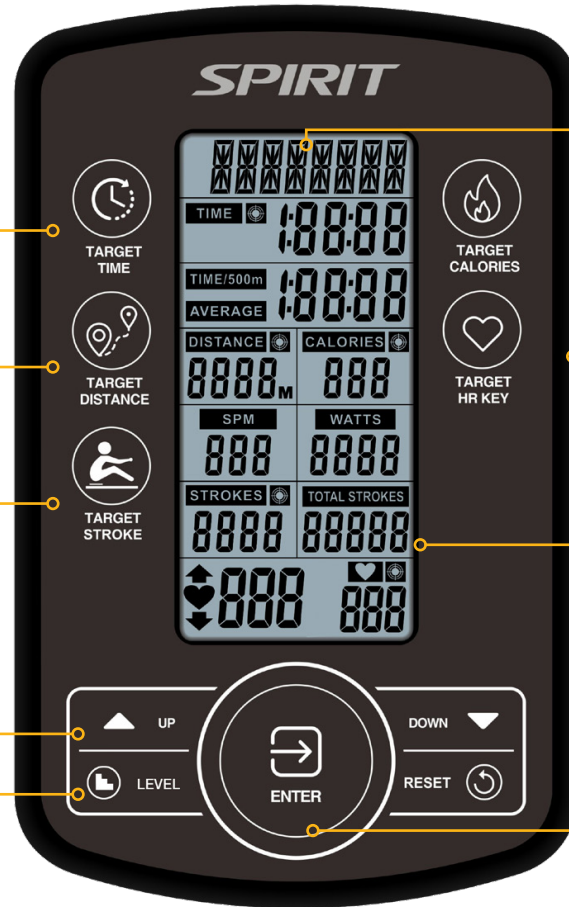 SPIRIT
TARGET
TIME
TARGET
DISTANCE
TARGET
STROKE
TIME 1:88:88
TIME/500m
AVERAGE 1:88:88
DISTANCE CALORIES
8888M 888
SPM WATTS
888 8888
STROKES TOTAL STROKES
8888 88888
888 888
TARGET
CALORIES
TARGET
HR KEY
UP DOWN
LEVEL RESET
ENTER